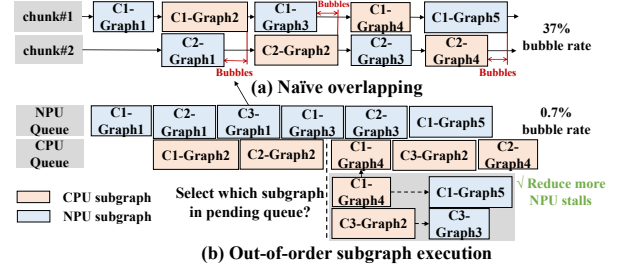 chunk#1
C1-
Graph1
C1-Graph2
C1-
Graph3
Bubbles
C1-
Graph4
C1-Graph5
37%
bubble rate
chunk#2
C2-
Graph1
Bubbles
C2-Graph2
C2-
Graph3
C2-
Graph4
Bubbles
(a) Naïve overlapping
NPU
Queue
C1-
Graph1
C2-
Graph1
C3-
Graph1
C1-
Graph3
C2-
Graph3
C1-Graph5
0.7%
bubble rate
CPU
Queue
C1-Graph2
C2-Graph2
C1-
Graph4
C3-Graph2
C2-
Graph4
CPU subgraph
NPU subgraph
Select which subgraph
in pending queue?
C1-
Graph4
C1-Graph5
C3-Graph2
C3-
Graph3
√ Reduce more
NPU stalls
(b) Out-of-order subgraph execution